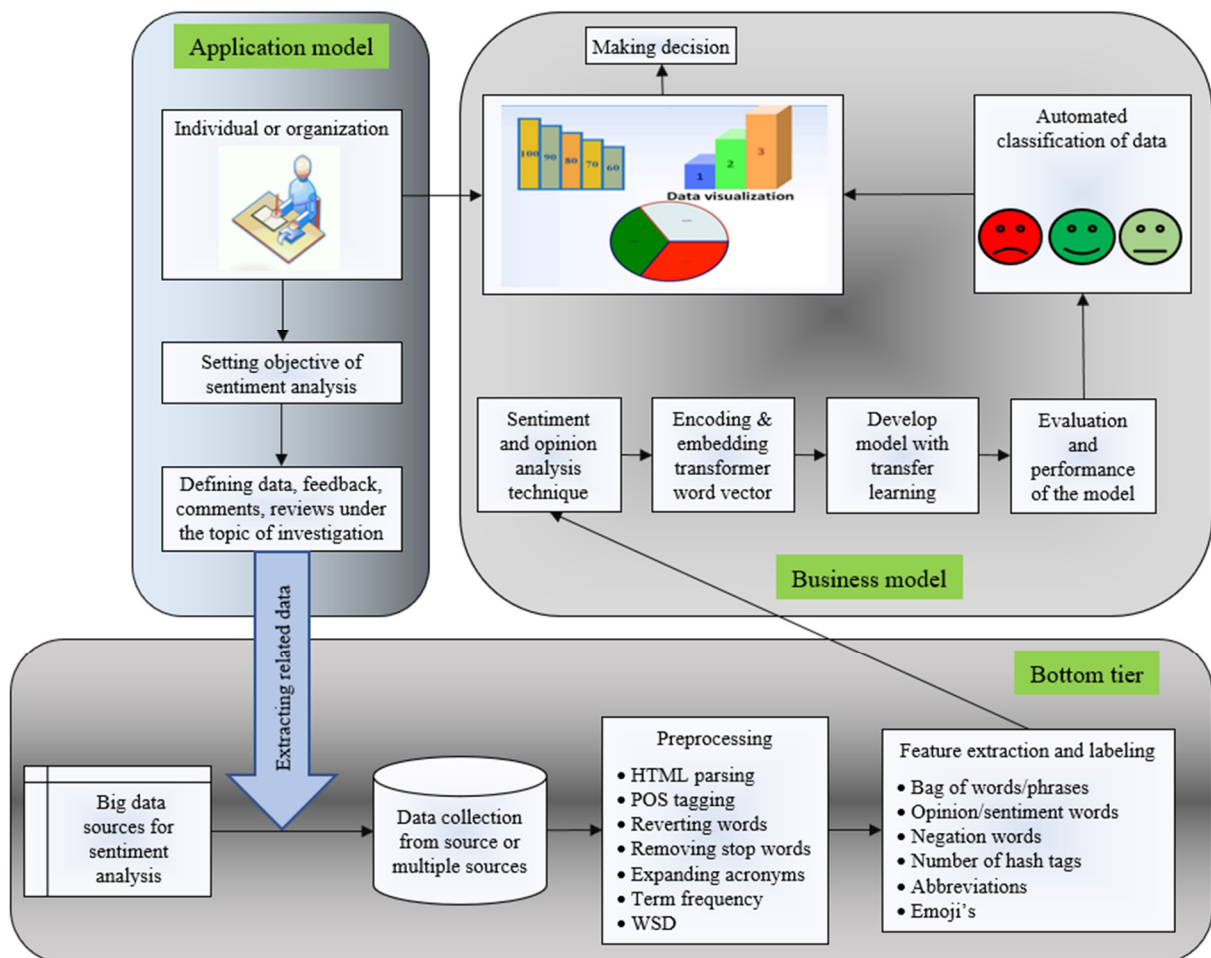 Application model
Individual or organization
Setting objective of
sentiment analysis
Defining data, feedback,
comments, reviews under
the topic of investigation
Extracting related data
Making decision
100
90
80
70
60
1
2
3
Data visualization
Automated
classification of data
Sentiment
and opinion
analysis
technique
Encoding &
embedding
transformer
word vector
Develop
model with
transfer
learning
Evaluation
and
performance
of the model
Business model
Bottom tier
Big data
sources for
sentiment
analysis
Data collection
from source or
multiple sources
Preprocessing
• HTML parsing
• POS tagging
• Reverting words
• Removing stop words
• Expanding acronyms
• Term frequency
• WSD
Feature extraction and labeling
• Bag of words/phrases
• Opinion/sentiment words
• Negation words
• Number of hash tags
• Abbreviations
• Emoji's